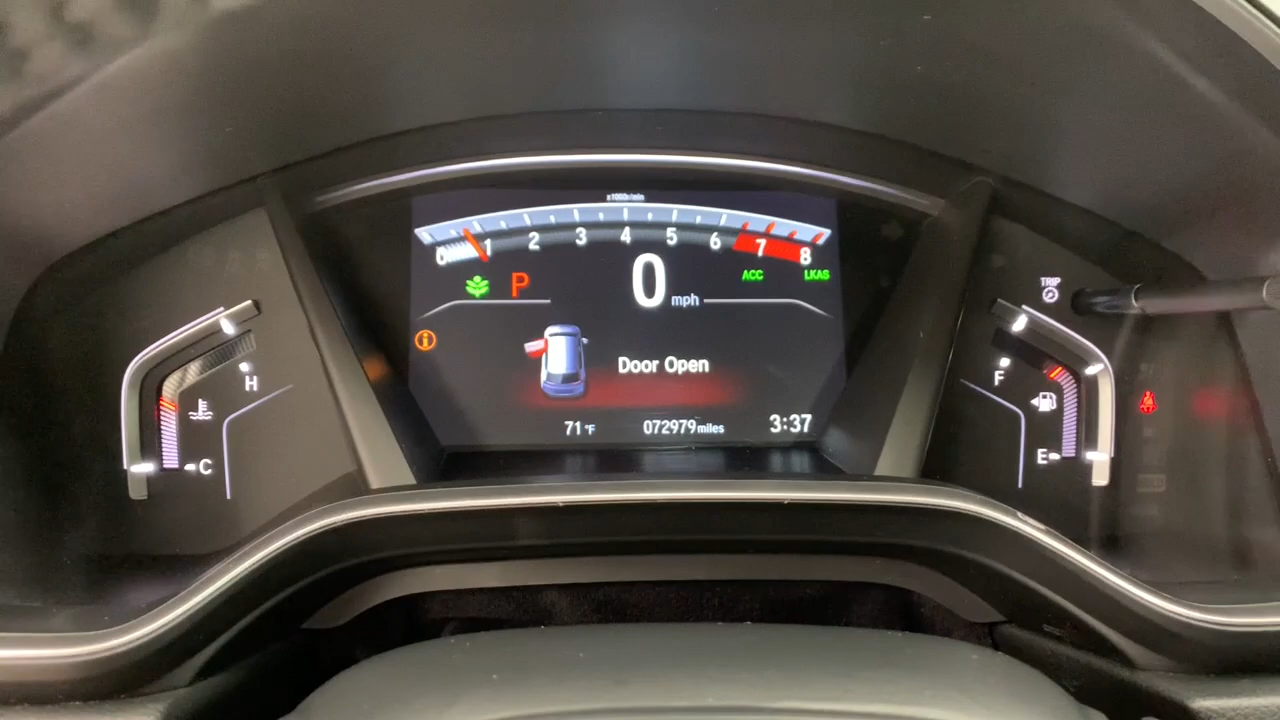 x1000r/min
0 1 2 3 4 5 6 7 8
P 0 mph ACC LKAS
TRIP
Door Open
H
C
F
E
71°F 072979 miles 3:37